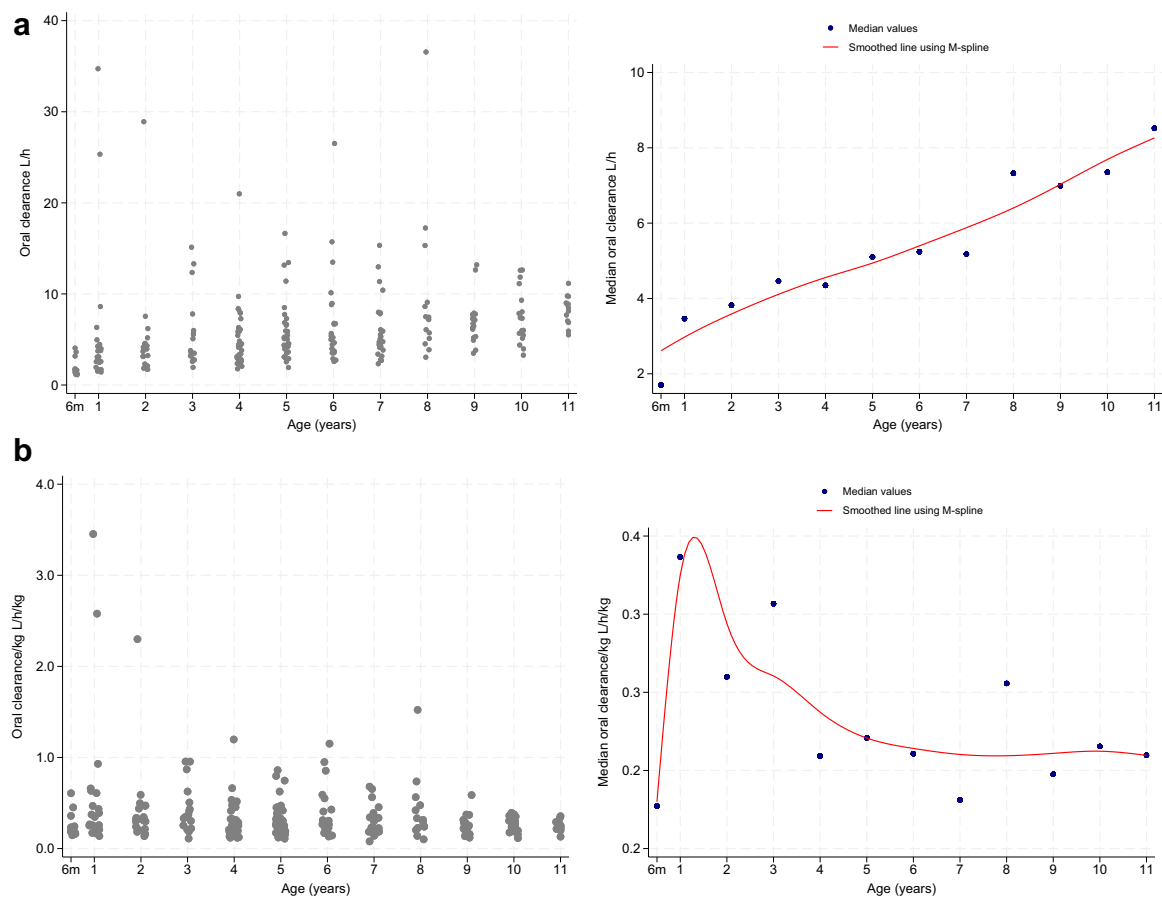 a
Oral clearance L/h
40
30
20
10
0
6m 1 2 3 4 5 6 7 8 9 10 11
Age (years)
Median values
Smoothed line using M-spline
Median oral clearance L/h
10
8
6
4
2
6m 1 2 3 4 5 6 7 8 9 10 11
Age (years)
b
Oral clearance/kg L/h/kg
4.0
3.0
2.0
1.0
0.0
6m 1 2 3 4 5 6 7 8 9 10 11
Age (years)
Median values
Smoothed line using M-spline
Median oral clearance/kg L/h/kg
0.4
0.3
0.3
0.2
0.2
6m 1 2 3 4 5 6 7 8 9 10 11
Age (years)